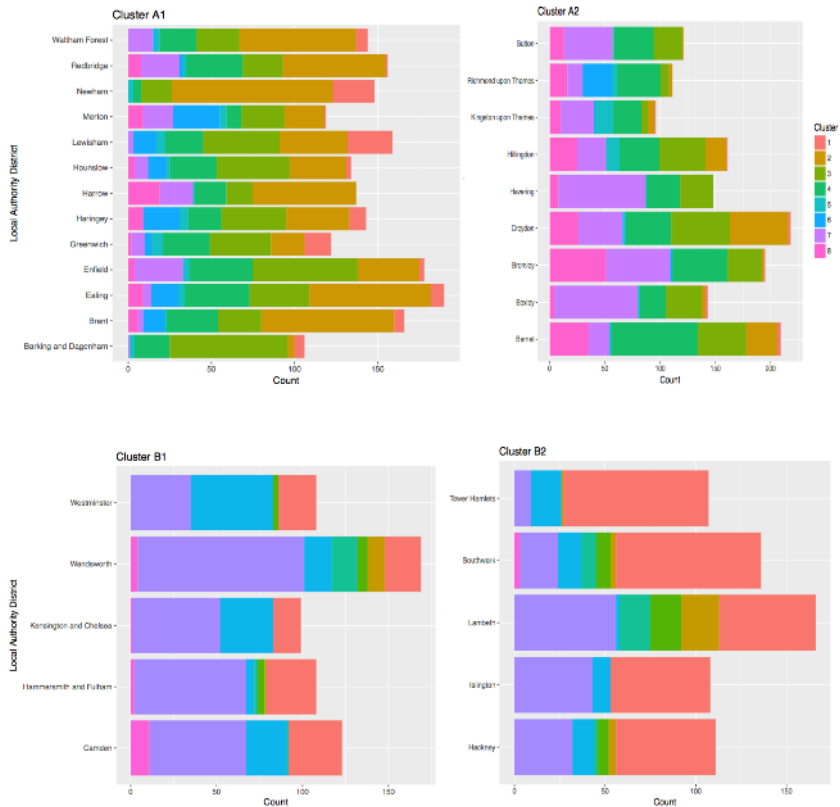 Cluster A1
Local Authority District
Waltham Forest
Redbridge
Newham
Merton
Lewisham
Hounslow
Harrow
Haringey
Greenwich
Enfield
Ealing
Brent
Barking and Dagenham
0 50 100 150
Count
Cluster A2
Sutton
Richmond upon Thames
Kingston upon Thames
Hillingdon
Havering
Croydon
Bromley
Bexley
Barnet
0 50 100 150 200
Count
Cluster
1
2
3
4
5
6
7
8
Cluster B1
Local Authority District
Westminster
Wandsworth
Kensington and Chelsea
Hammersmith and Fulham
Camden
0 50 100 150
Count
Cluster B2
Tower Hamlets
Southwark
Lambeth
Islington
Hackney
0 50 100 150
Count